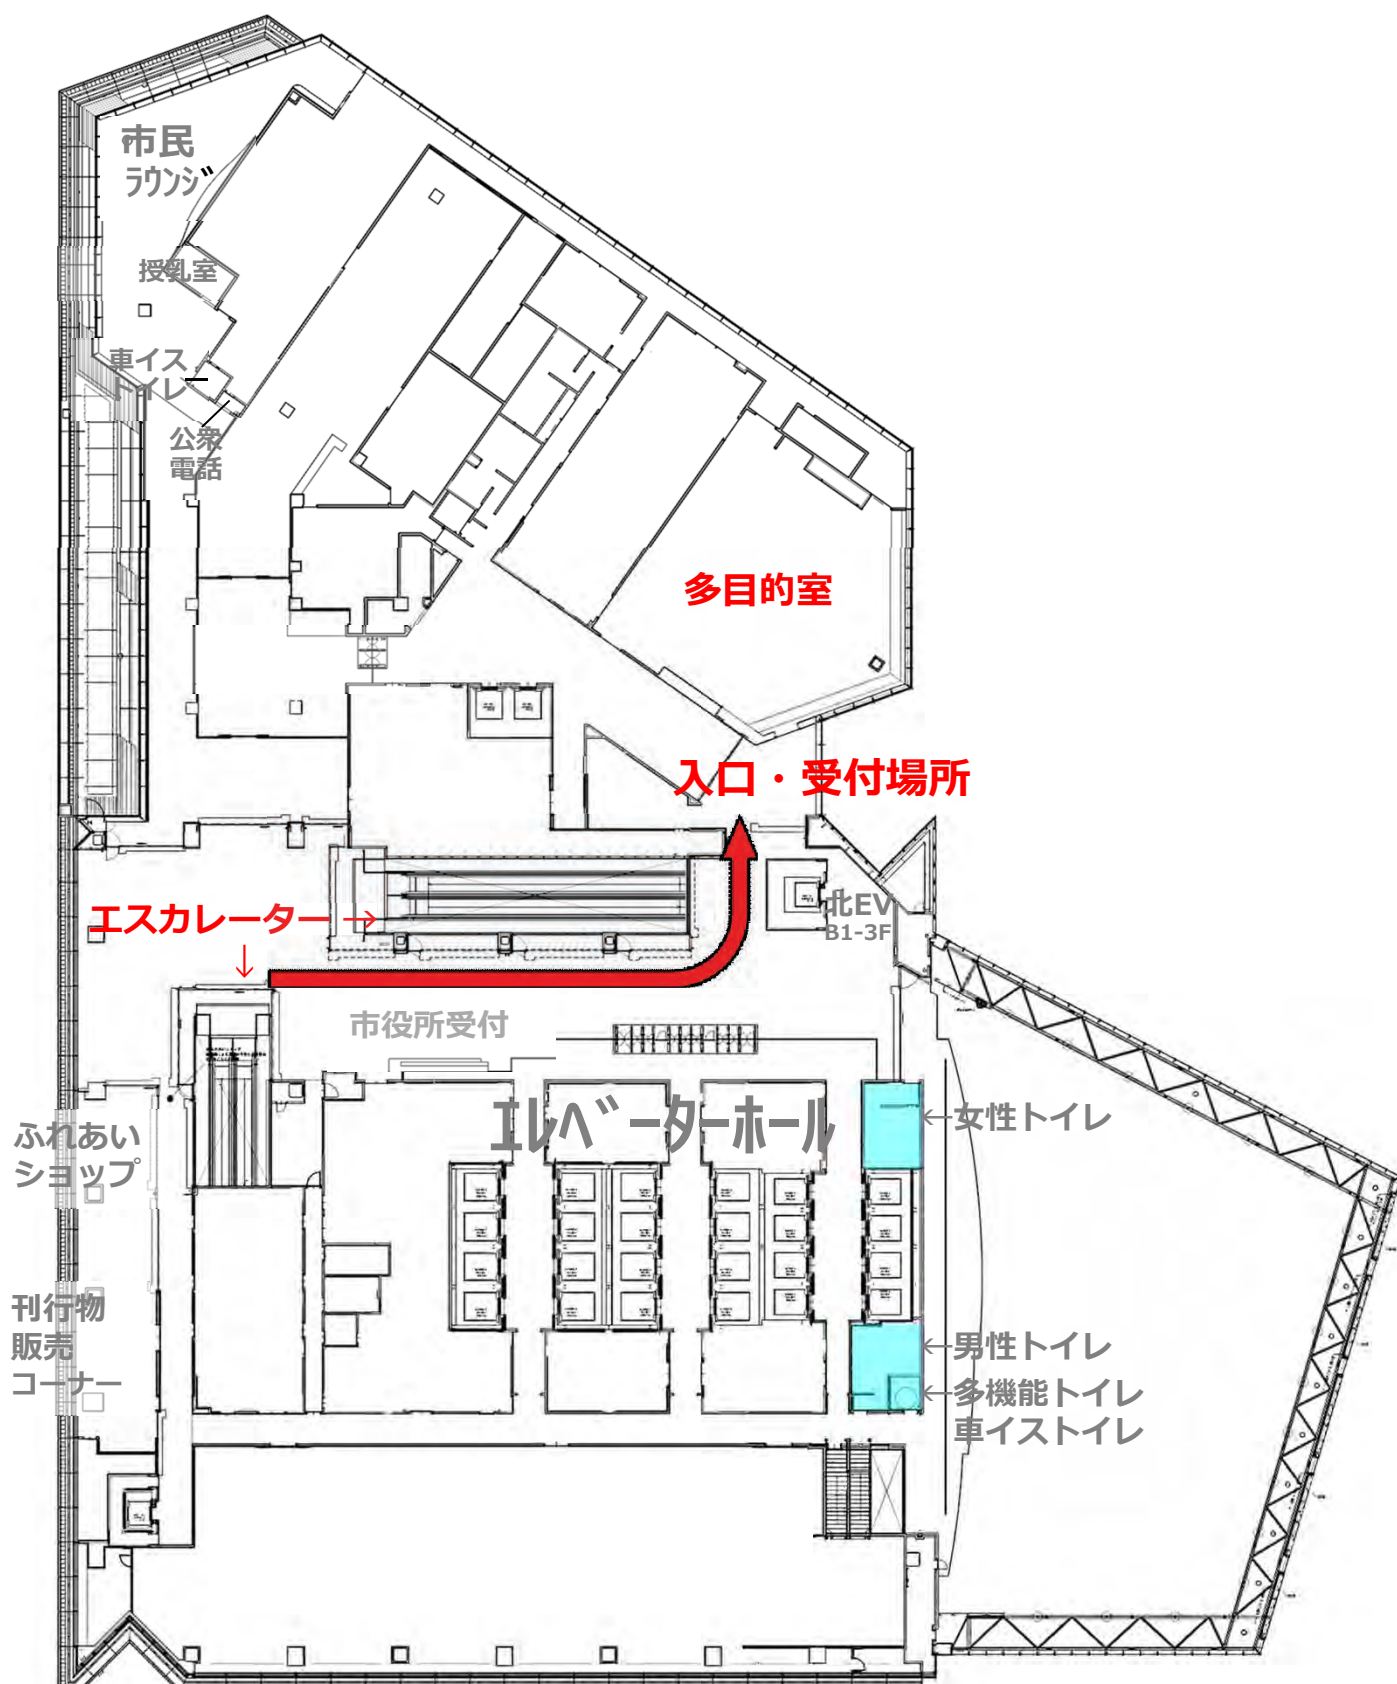 市民
ラウンジ
授乳室
車イス
トイレ
公衆
電話
多目的室
入口・受付場所
エスカレーター→
↓
北EV
B1-3F
市役所受付
エレベーターホール
←女性トイレ
ふれあい
ショップ
刊行物
販売
コーナー
←男性トイレ
←多機能トイレ
車イストイレ